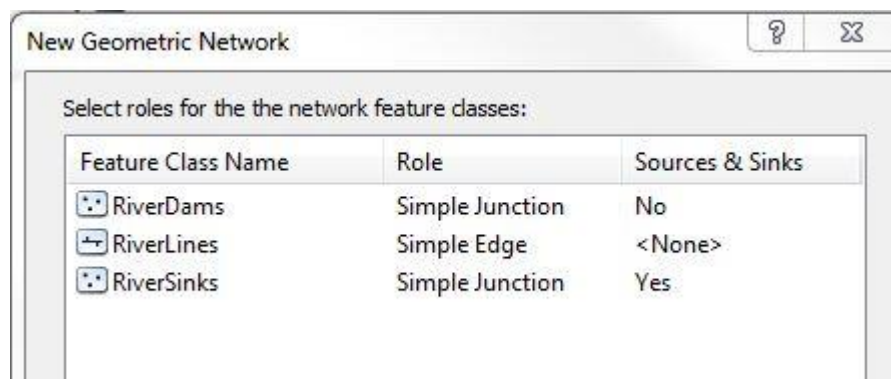 New Geometric Network
Select roles for the the network feature classes:
Feature Class Name Role Sources & Sinks
RiverDams Simple Junction No
RiverLines Simple Edge <None>
RiverSinks Simple Junction Yes